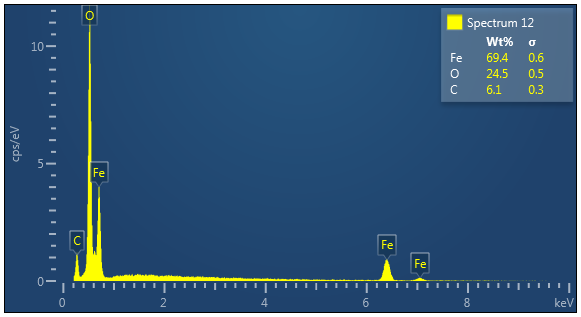 Spectrum 12
Wt% σ
Fe 69.4 0.6
O 24.5 0.5
C 6.1 0.3
O
10
cps/eV
5
Fe
C
Fe
Fe
0
0 2 4 6 8 keV